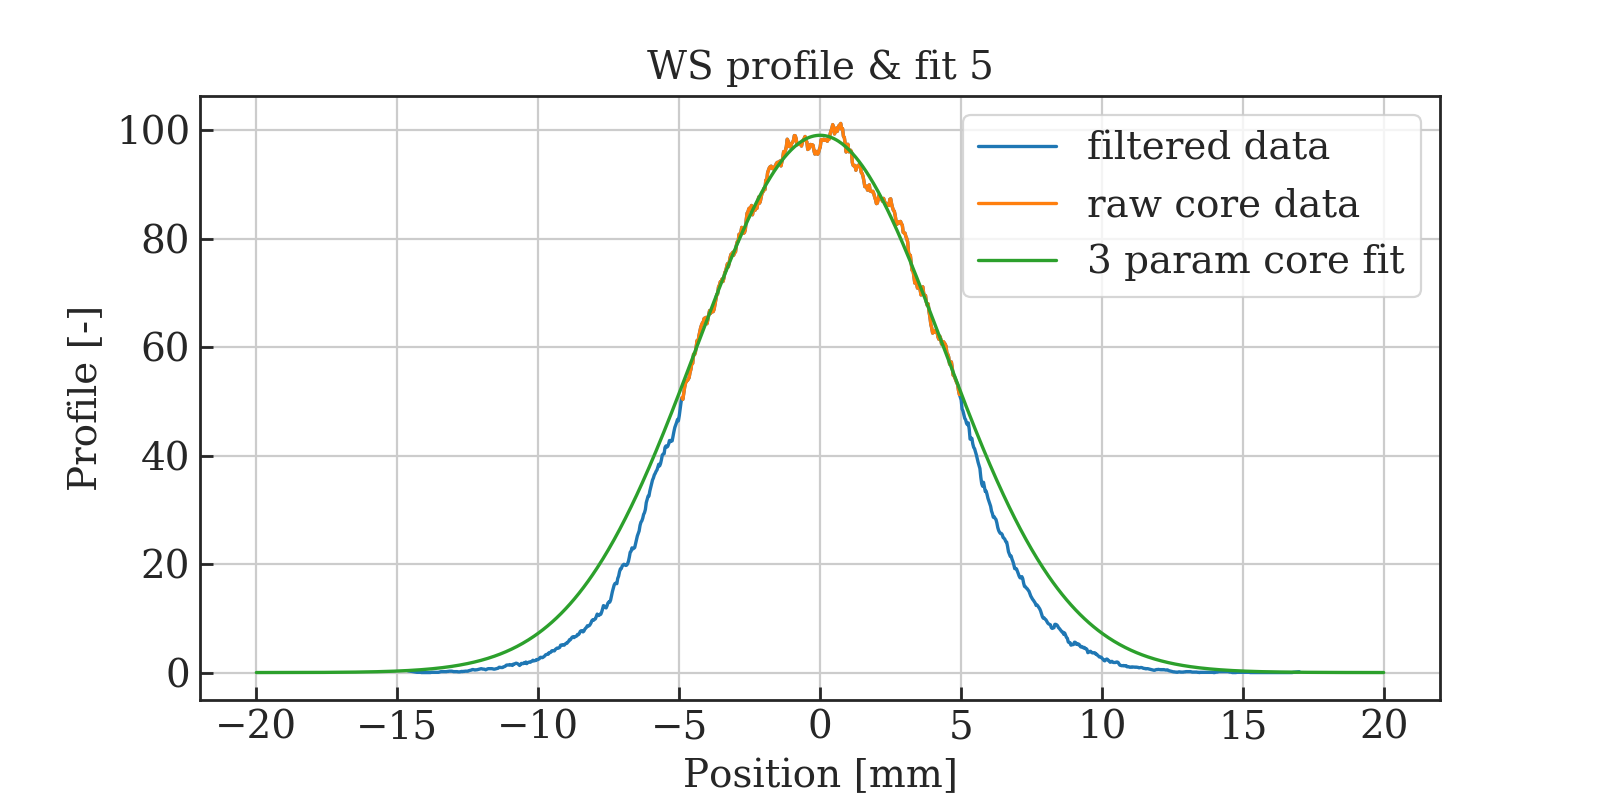 WS profile & fit 5
100
80
60
40
20
0
Profile [-]
filtered data
raw core data
3 param core fit
−20 −15 −10 −5 0 5 10 15 20
Position [mm]